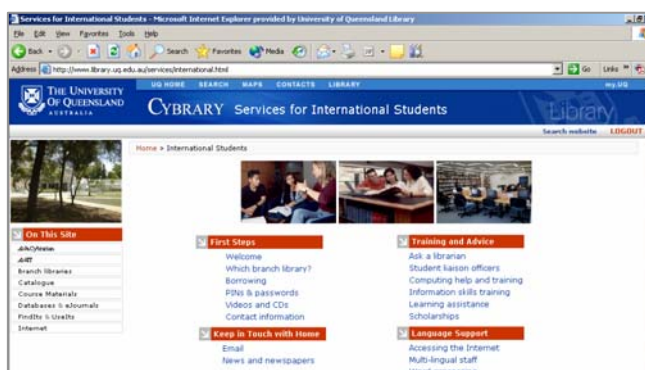 Services for International Students - Microsoft Internet Explorer provided by University of Queensland Library
File Edit View Favorites Tools Help
Back Search Favorites Media
Address http://www.library.uq.edu.au/services/international.html Go Links
UQ HOME SEARCH MAPS CONTACTS LIBRARY my.UQ
THE UNIVERSITY
OF QUEENSLAND
AUSTRALIA
CYBRARY Services for International Students
Library
Search website LOGOUT
Home » International Students
On This Site
Branch libraries
Catalogue
Course Materials
Databases & eJournals
FindIts & UseIts
Internet
First Steps
Welcome
Which branch library?
Borrowing
PINs & passwords
Videos and CDs
Contact information
Keep in Touch with Home
Email
News and newspapers
Training and Advice
Ask a librarian
Student liaison officers
Computing help and training
Information skills training
Learning assistance
Scholarships
Language Support
Accessing the Internet
Multi-lingual staff